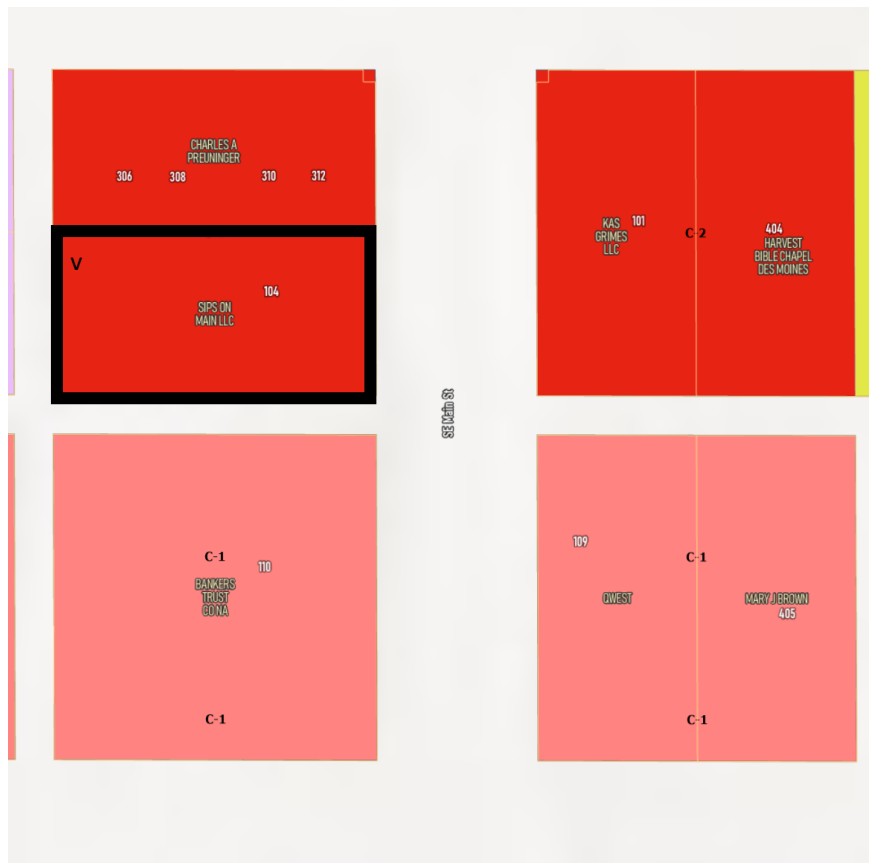 CHARLES A
PREUNINGER
306 308 310 312
V
104
SIPS ON
MAIN LLC
KAS
GRIMES
LLC
101
C-2
404
HARVEST
BIBLE CHAPEL
DES MOINES
SE Main St
C-1
110
BANKERS
TRUST
CO NA
C-1
109
QWEST
C-1
MARY J BROWN
405
C-1